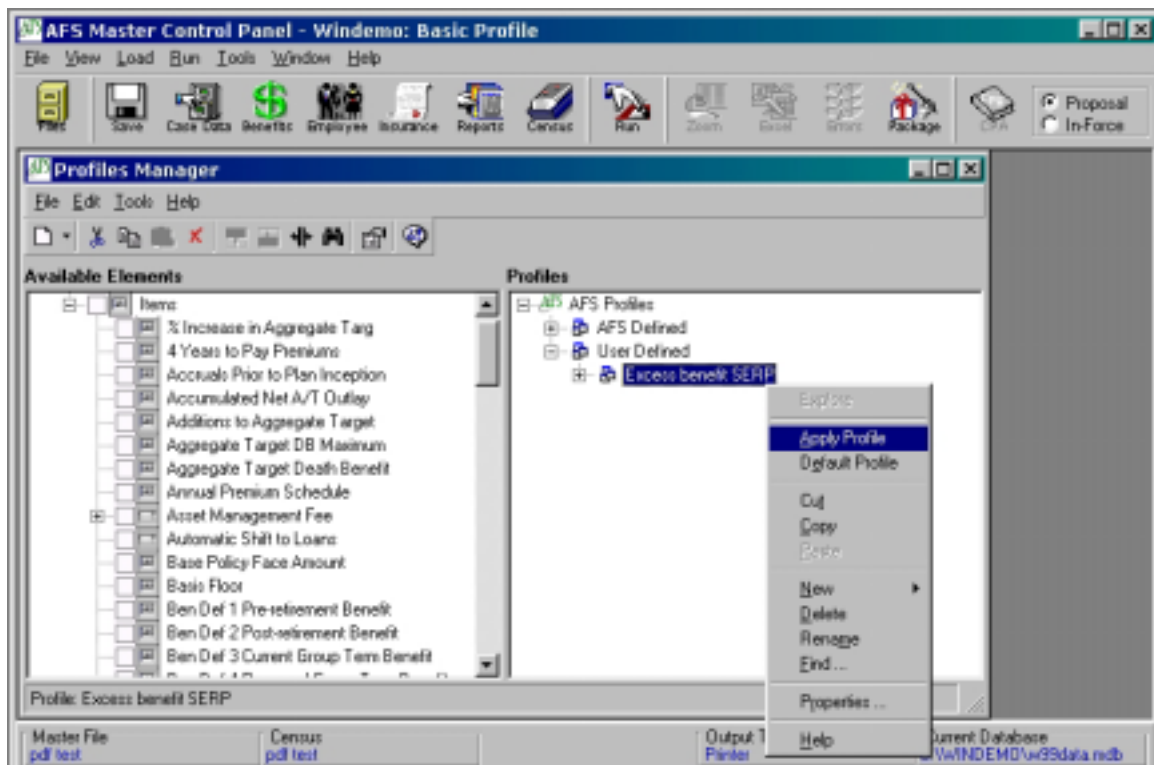 AFS Master Control Panel - Windemo: Basic Profile
File View Load Run Tools Window Help
Files Save Case Data Benefits Employee Insurance Reports Census Run Zoom Excel Errors Package
Proposal
In-Force
Profiles Manager
File Edit Tools Help
Available Elements
Items
% Increase in Aggregate Targ
4 Years to Pay Premiums
Accruals Prior to Plan Inception
Accumulated Net A/T Outlay
Additions to Aggregate Target
Aggregate Target DB Maximum
Aggregate Target Death Benefit
Annual Premium Schedule
Asset Management Fee
Automatic Shift to Loans
Base Policy Face Amount
Basis Floor
Ben Def 1 Pre-retirement Benefit
Ben Def 2 Post-retirement Benefit
Ben Def 3 Current Group Term Benefit
Profiles
AFS Profiles
AFS Defined
User Defined
Excess benefit SERP
Explore
Apply Profile
Default Profile
Cut
Copy
Paste
New
Delete
Rename
Find ...
Properties ...
Help
Profile: Excess benefit SERP
Master File
pdf test
Census
pdf test
Output T
Printer
Current Database
\WINDEMO\w99data.mdb